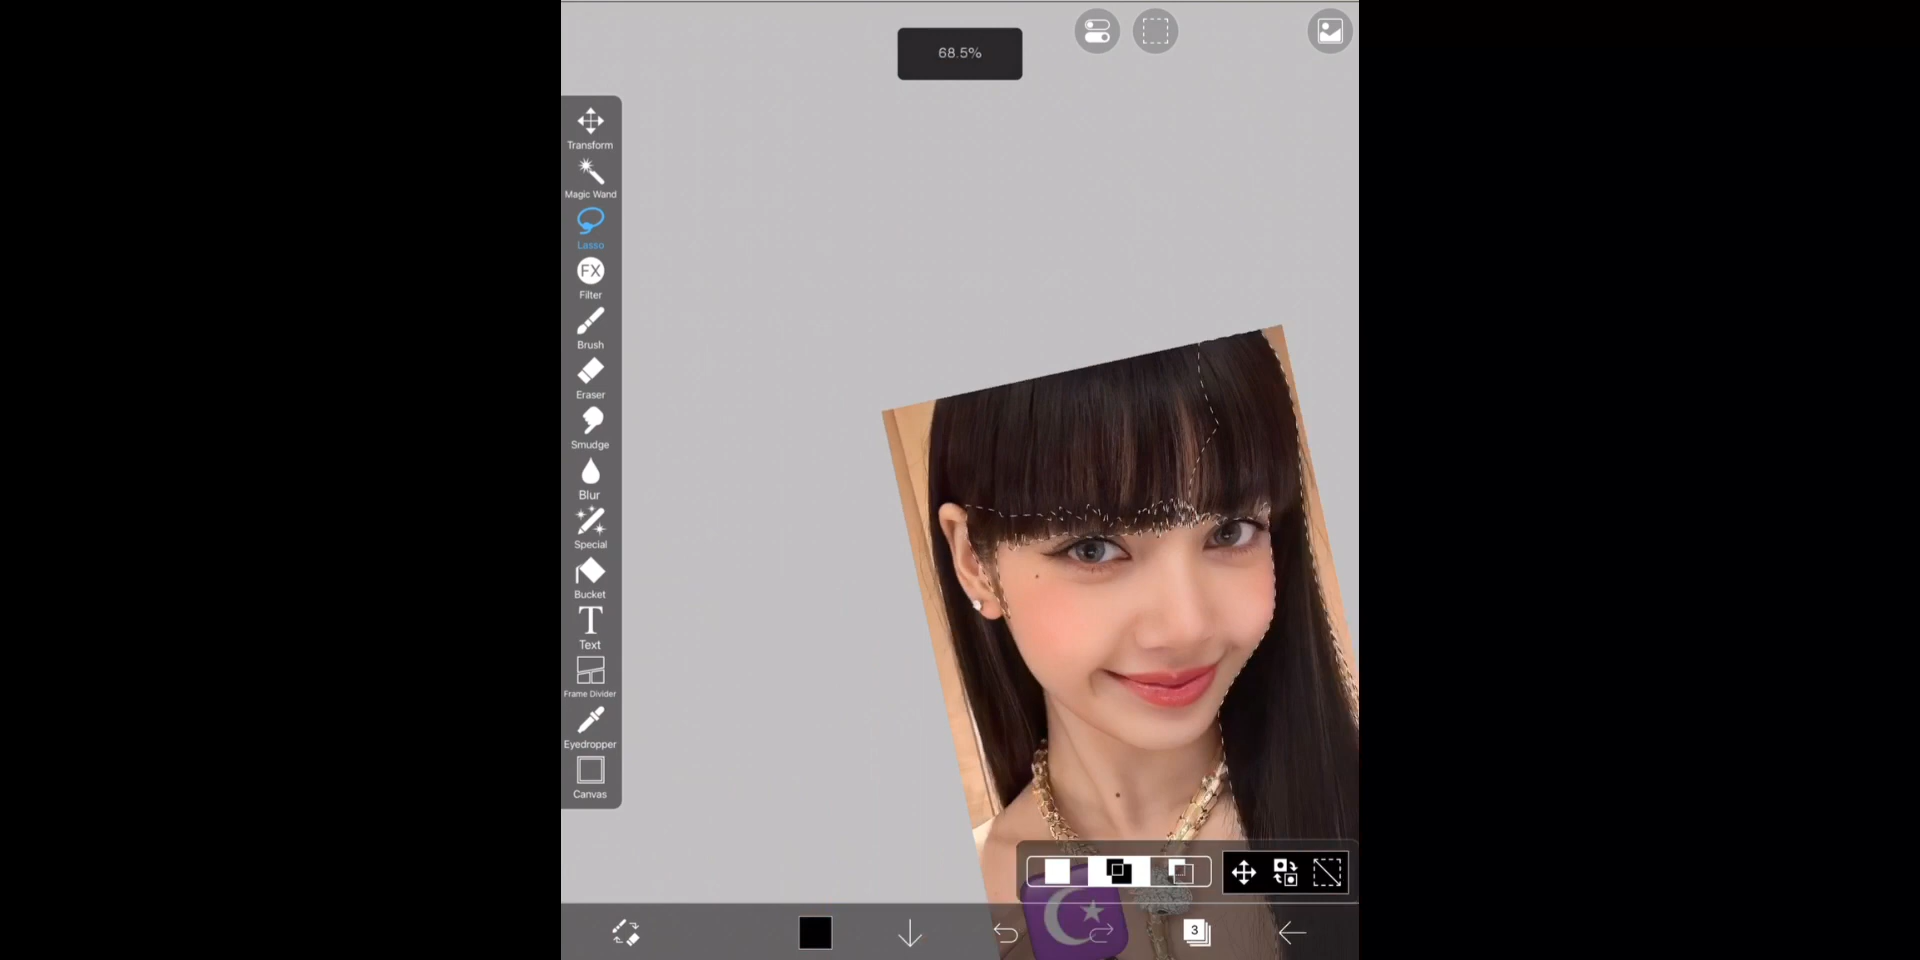 68.5%
Transform
Magic Wand
Lasso
FX
Filter
Brush
Eraser
Smudge
Blur
Special
Bucket
T
Text
Frame Divider
Eyedropper
Canvas
3